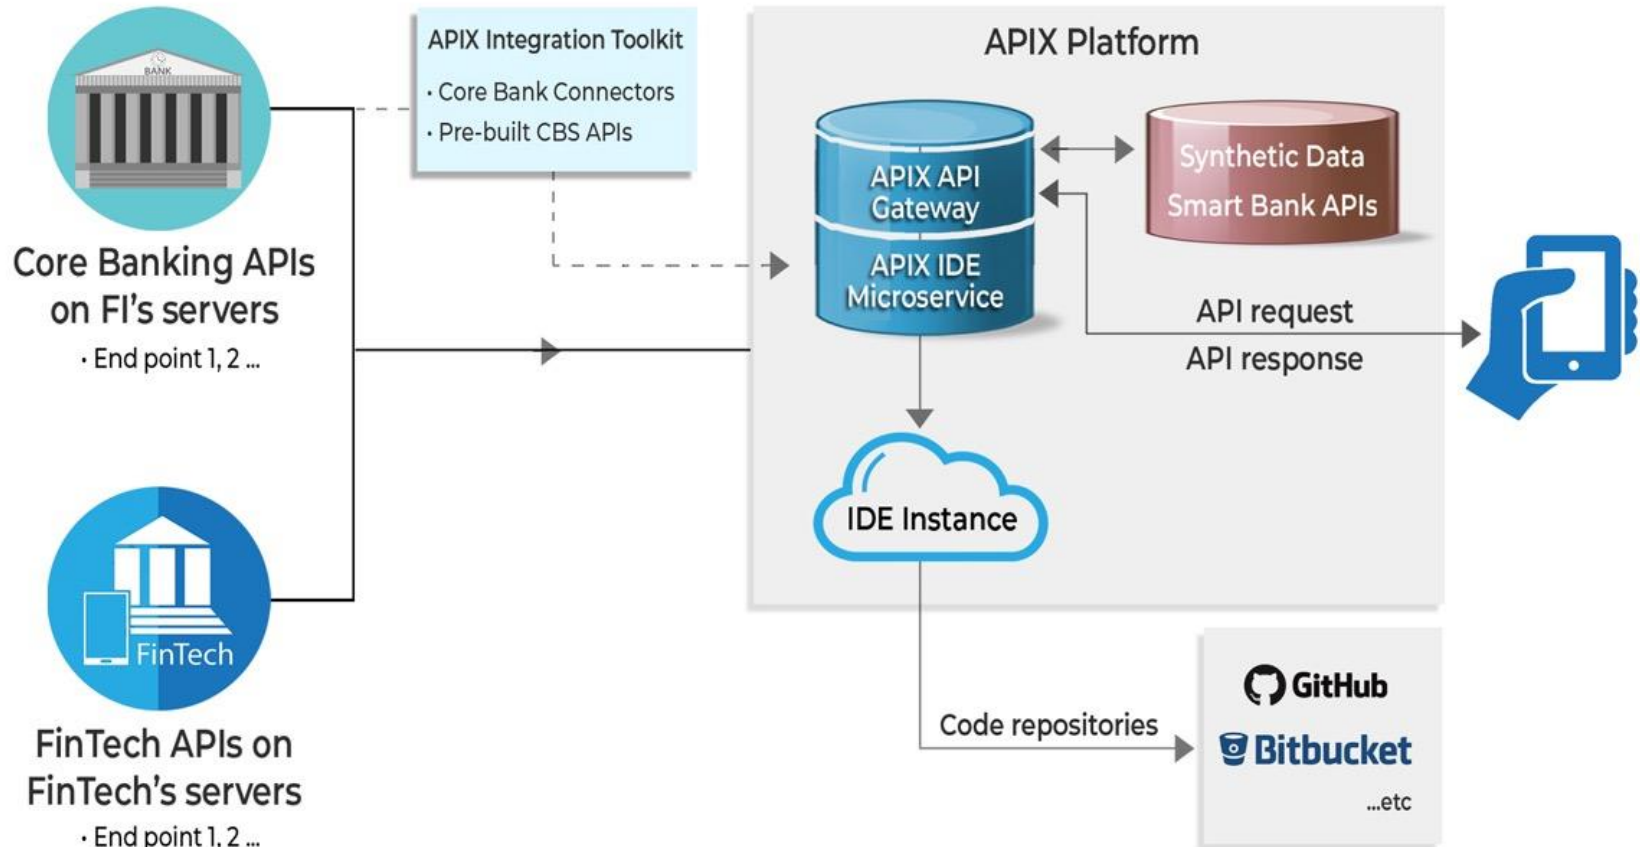 BANK
Core Banking APIs
on FI's servers
· End point 1, 2 ...
APIX Integration Toolkit
· Core Bank Connectors
· Pre-built CBS APIs
APIX Platform
APIX API
Gateway
APIX IDE
Microservice
Synthetic Data
Smart Bank APIs
API request
API response
IDE Instance
FinTech
FinTech APIs on
FinTech's servers
· End point 1, 2 ...
Code repositories
GitHub
Bitbucket
...etc